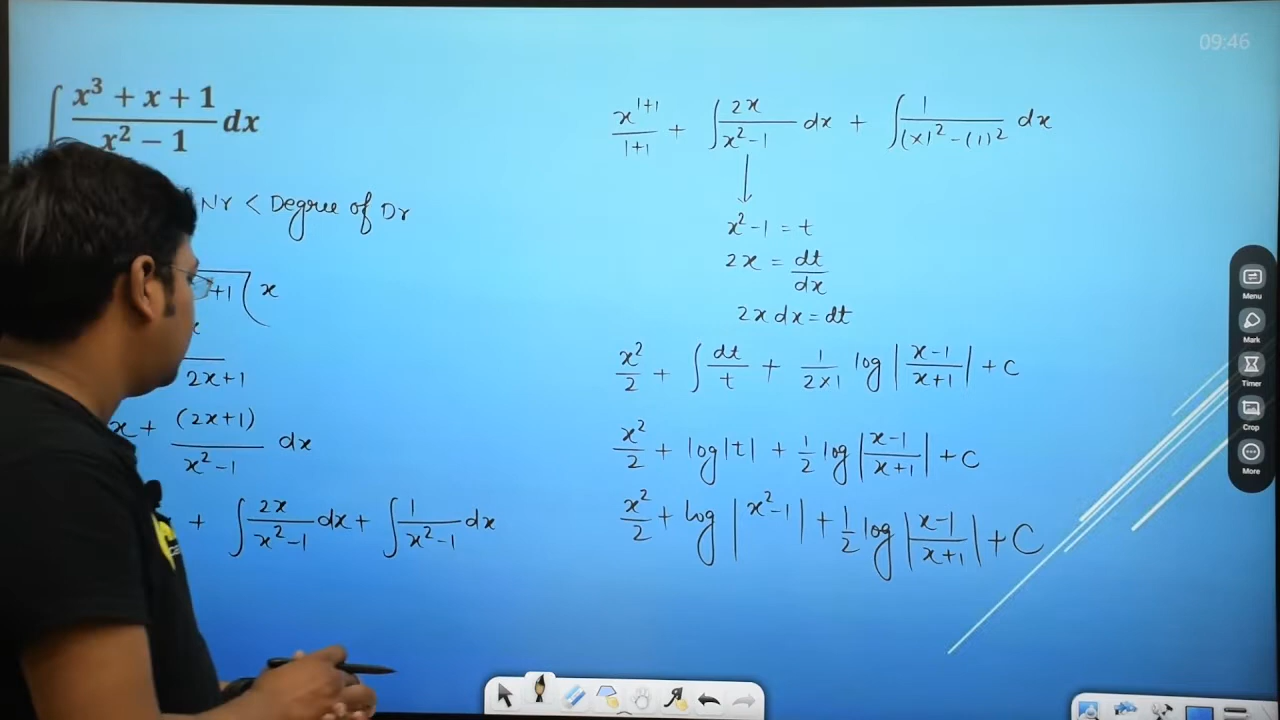 09:46
∫ (x³ + x + 1)/(x² − 1) dx
Nr < Degree of Dr
+1 ( x
2x+1
x + (2x+1)/(x²−1) dx
+ ∫ 2x/(x²−1) dx + ∫ 1/(x²−1) dx
x^(1+1)/(1+1) + ∫ 2x/(x²−1) dx + ∫ 1/((x)²−(1)²) dx
x²−1 = t
2x = dt/dx
2x dx = dt
x²/2 + ∫ dt/t + 1/(2×1) log |(x−1)/(x+1)| + C
x²/2 + log|t| + 1/2 log |(x−1)/(x+1)| + C
x²/2 + log |x²−1| + 1/2 log |(x−1)/(x+1)| + C
Menu
Mark
Timer
Crop
More